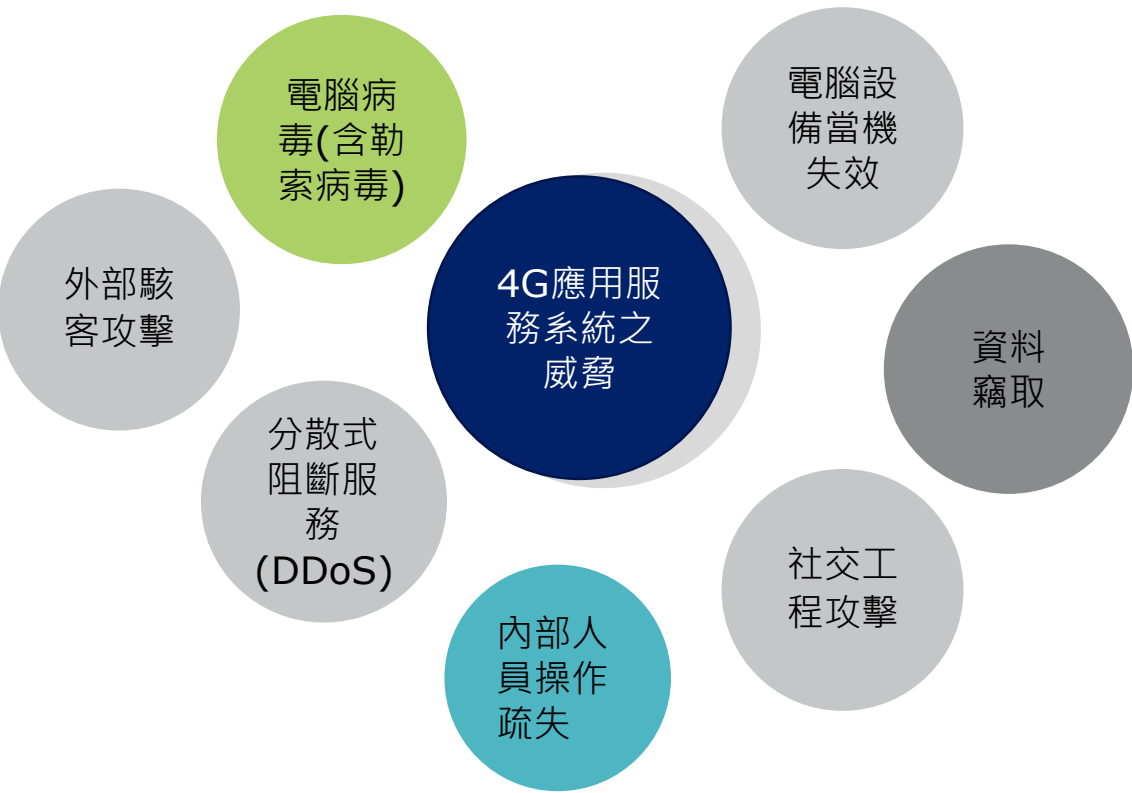 電腦病
毒(含勒
索病毒)
電腦設
備當機
失效
外部駭
客攻擊
4G應用服
務系統之
威脅
資料
竊取
分散式
阻斷服
務
(DDoS)
社交工
程攻擊
內部人
員操作
疏失